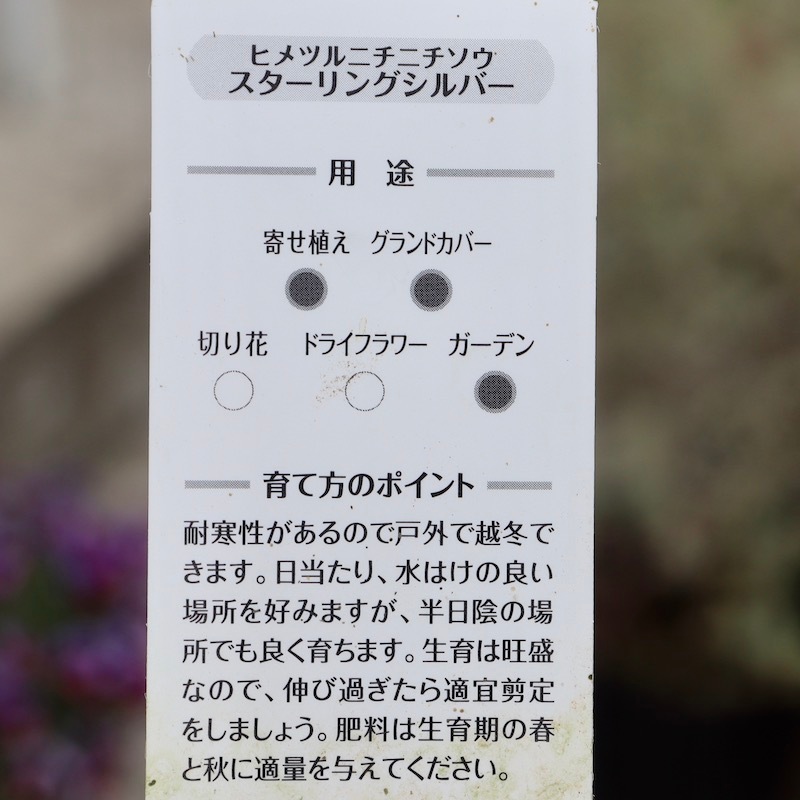 ヒメツルニチニチソウ
スターリングシルバー
用　途
寄せ植え　グランドカバー
切り花　ドライフラワー　ガーデン
育て方のポイント
耐寒性があるので戸外で越冬で
きます。日当たり、水はけの良い
場所を好みますが、半日陰の場
所でも良く育ちます。生育は旺盛
なので、伸び過ぎたら適宜剪定
をしましょう。肥料は生育期の春
と秋に適量を与えてください。